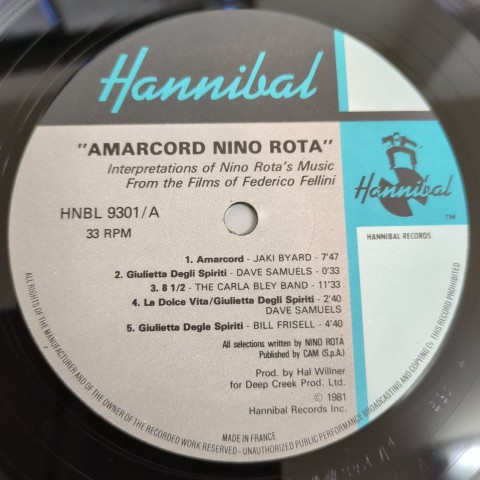 Hannibal
"AMARCORD NINO ROTA"
Interpretations of Nino Rota's Music
From the Films of Federico Fellini
HNBL 9301/A
33 RPM
Hannibal
TM
HANNIBAL RECORDS
1. Amarcord - JAKI BYARD - 7'47
2. Giulietta Degli Spiriti - DAVE SAMUELS - 0'33
3. 8 1/2 - THE CARLA BLEY BAND - 11'33
4. La Dolce Vita/Giulietta Degli Spiriti - 2'40
DAVE SAMUELS
5. Giulietta Degle Spiriti - BILL FRISELL - 4'40
All selections written by NINO ROTA
Published by CAM (S.p.A.)
Prod. by Hal Willner
for Deep Creek Prod. Ltd.
© 1981
Hannibal Records Inc.
MADE IN FRANCE
ALL RIGHTS OF THE MANUFACTURER AND OF THE OWNER OF THE RECORDED WORK RESERVED - UNAUTHORIZED PUBLIC PERFORMANCE BROADCASTING AND COPYING OF THIS RECORD PROHIBITED